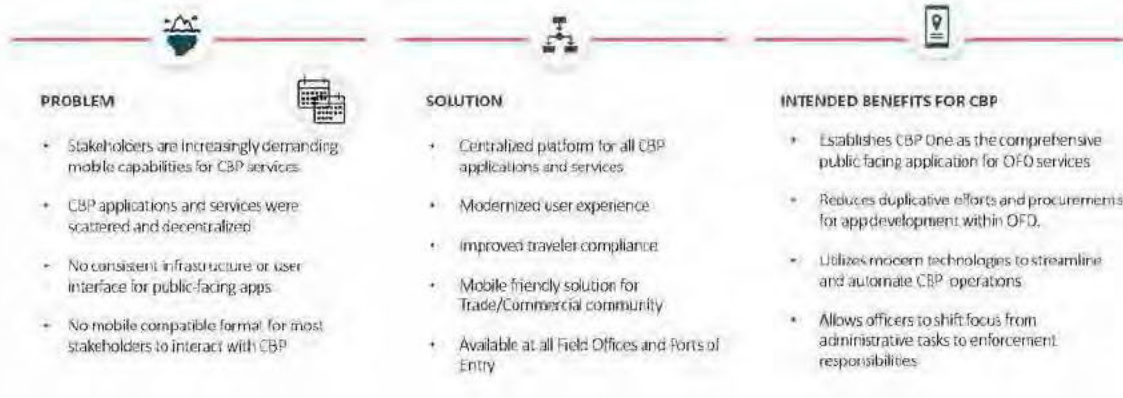 PROBLEM
• Stakeholders are increasingly demanding
mobile capabilities for CBP services
• CBP applications and services were
scattered and decentralized
• No consistent infrastructure or user
interface for public-facing apps
• No mobile compatible format for most
stakeholders to interact with CBP
SOLUTION
• Centralized platform for all CBP
applications and services
• Modernized user experience
• Improved traveler compliance
• Mobile friendly solution for
Trade/Commercial community
• Available at all Field Offices and Ports of
Entry
INTENDED BENEFITS FOR CBP
• Establishes CBP One as the comprehensive
public facing application for OFO services
• Reduces duplicative efforts and procurements
for app development within OFO.
• Utilizes modern technologies to streamline
and automate CBP operations
• Allows officers to shift focus from
administrative tasks to enforcement
responsibilities